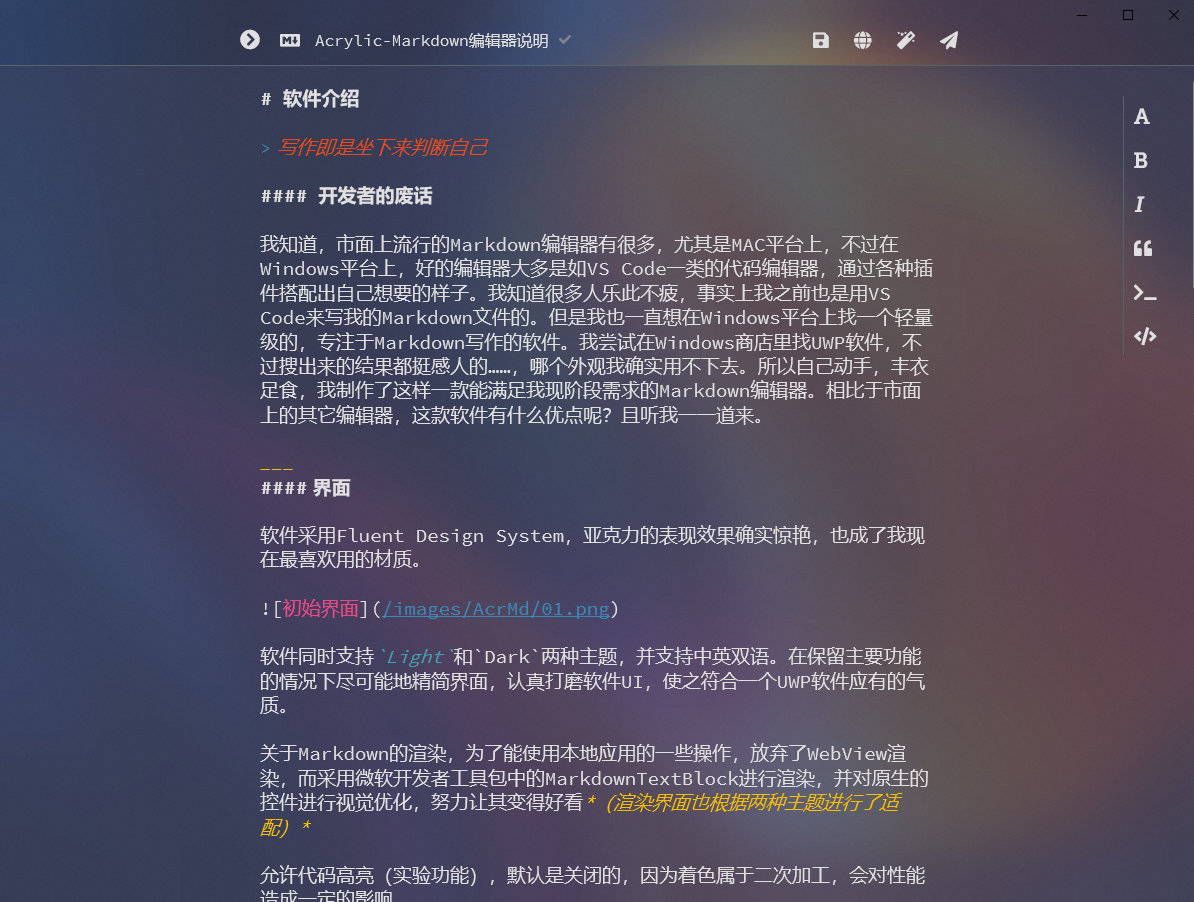 Acrylic-Markdown编辑器说明
# 软件介绍
> 写作即是坐下来判断自己
#### 开发者的废话
我知道，市面上流行的Markdown编辑器有很多，尤其是MAC平台上，不过在
Windows平台上，好的编辑器大多是如VS Code一类的代码编辑器，通过各种插
件搭配出自己想要的样子。我知道很多人乐此不疲，事实上我之前也是用VS
Code来写我的Markdown文件的。但是我也一直想在Windows平台上找一个轻量
级的，专注于Markdown写作的软件。我尝试在Windows商店里找UWP软件，不
过搜出来的结果都挺感人的……，哪个外观我确实用不下去。所以自己动手，丰衣
足食，我制作了这样一款能满足我现阶段需求的Markdown编辑器。相比于市面
上的其它编辑器，这款软件有什么优点呢？且听我一一道来。
___
#### 界面
软件采用Fluent Design System，亚克力的表现效果确实惊艳，也成了我现
在最喜欢用的材质。
![初始界面](/images/AcrMd/01.png)
软件同时支持`Light`和`Dark`两种主题，并支持中英双语。在保留主要功能
的情况下尽可能地精简界面，认真打磨软件UI，使之符合一个UWP软件应有的气
质。
关于Markdown的渲染，为了能使用本地应用的一些操作，放弃了WebView渲
染，而采用微软开发者工具包中的MarkdownTextBlock进行渲染，并对原生的
控件进行视觉优化，努力让其变得好看*（渲染界面也根据两种主题进行了适
配）*
允许代码高亮（实验功能），默认是关闭的，因为着色属于二次加工，会对性能
造成一定的影响